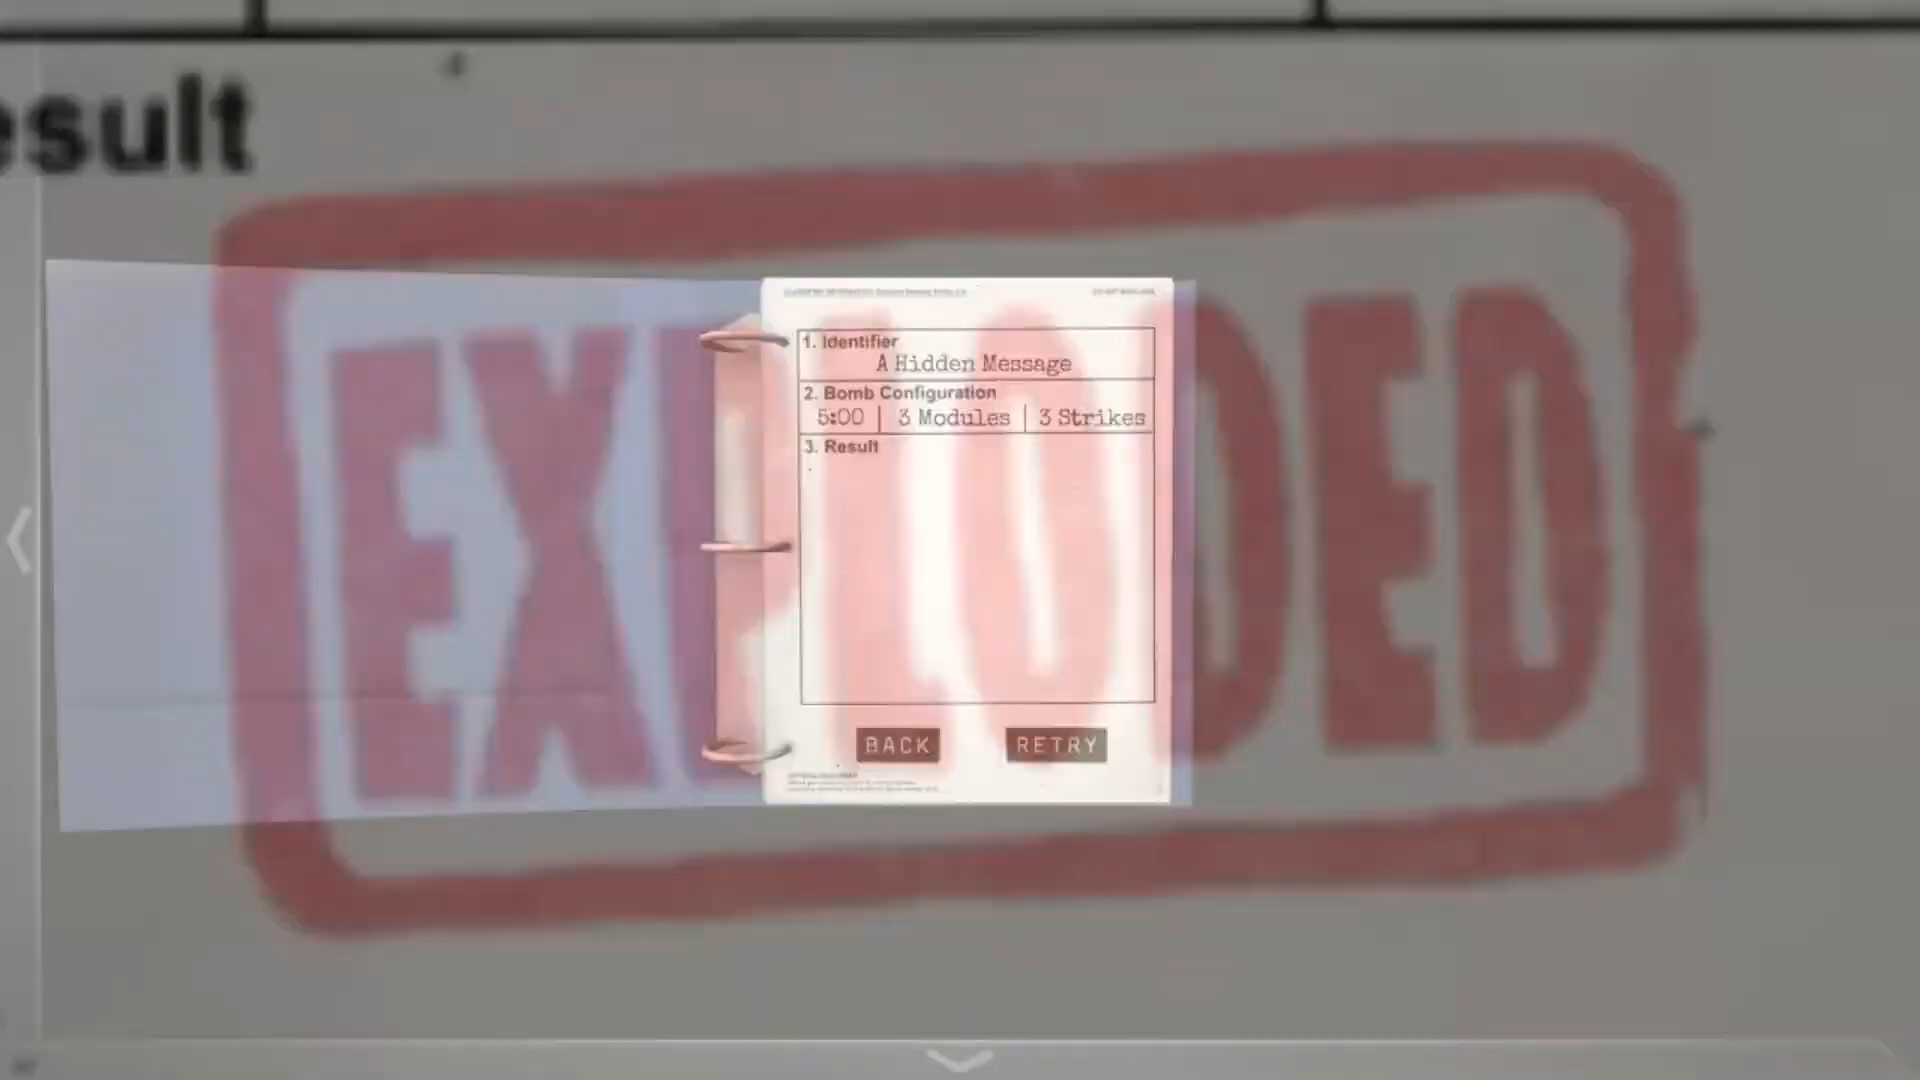 esult
EXPLODED
1. Identifier
A Hidden Message
2. Bomb Configuration
5:00 | 3 Modules | 3 Strikes
3. Result
BACK RETRY